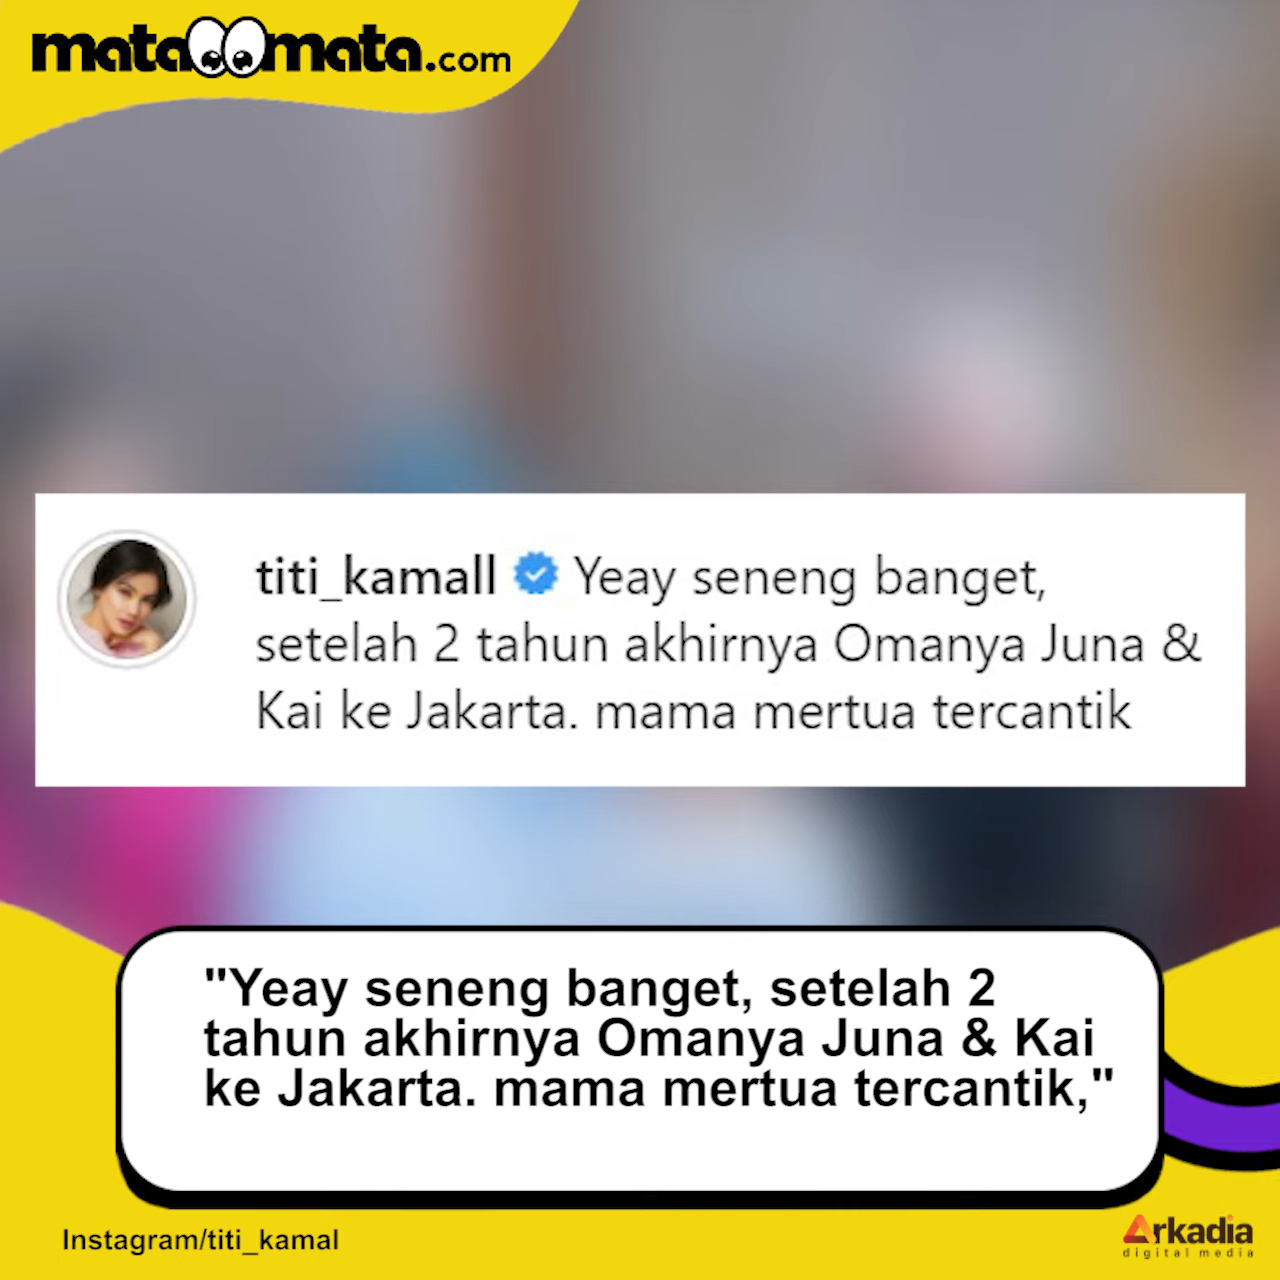 matamata.com
titi_kamall Yeay seneng banget,
setelah 2 tahun akhirnya Omanya Juna &
Kai ke Jakarta. mama mertua tercantik
"Yeay seneng banget, setelah 2
tahun akhirnya Omanya Juna & Kai
ke Jakarta. mama mertua tercantik,"
Instagram/titi_kamal
Arkadia
digital media